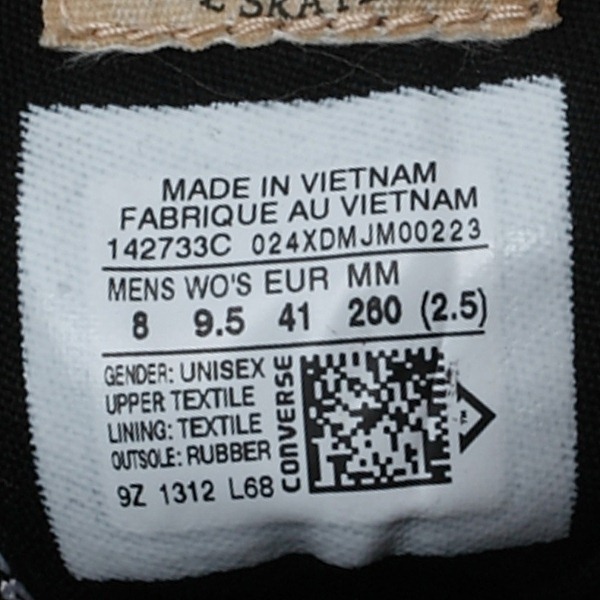 MADE IN VIETNAM
FABRIQUE AU VIETNAM
142733C 024XDMJM00223
MENS WO'S EUR MM
8 9.5 41 260 (2.5)
GENDER: UNISEX
UPPER TEXTILE
LINING: TEXTILE
OUTSOLE: RUBBER
9Z 1312 L68
CONVERSE
™